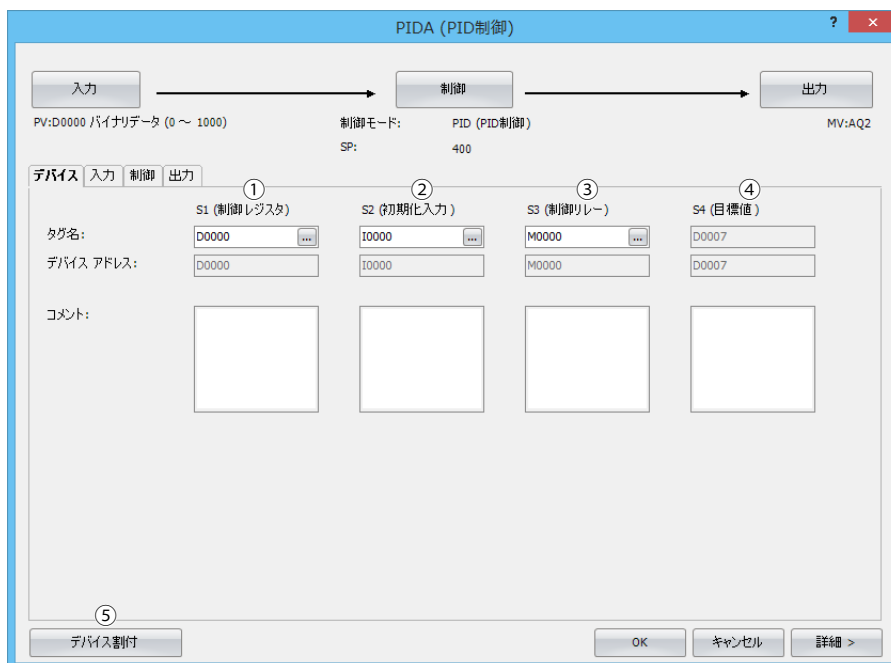 PIDA (PID制御)
?
×
入力
制御
出力
PV:D0000 バイナリデータ (0 ～ 1000)
制御モード: PID (PID制御)
MV:AQ2
SP: 400
デバイス 入力 制御 出力
① ② ③ ④
S1 (制御レジスタ) S2 (初期化入力) S3 (制御リレー) S4 (目標値)
タグ名: D0000 ... I0000 ... M0000 ... D0007
デバイス アドレス: D0000 I0000 M0000 D0007
コメント:
⑤
デバイス割付 OK キャンセル 詳細 >